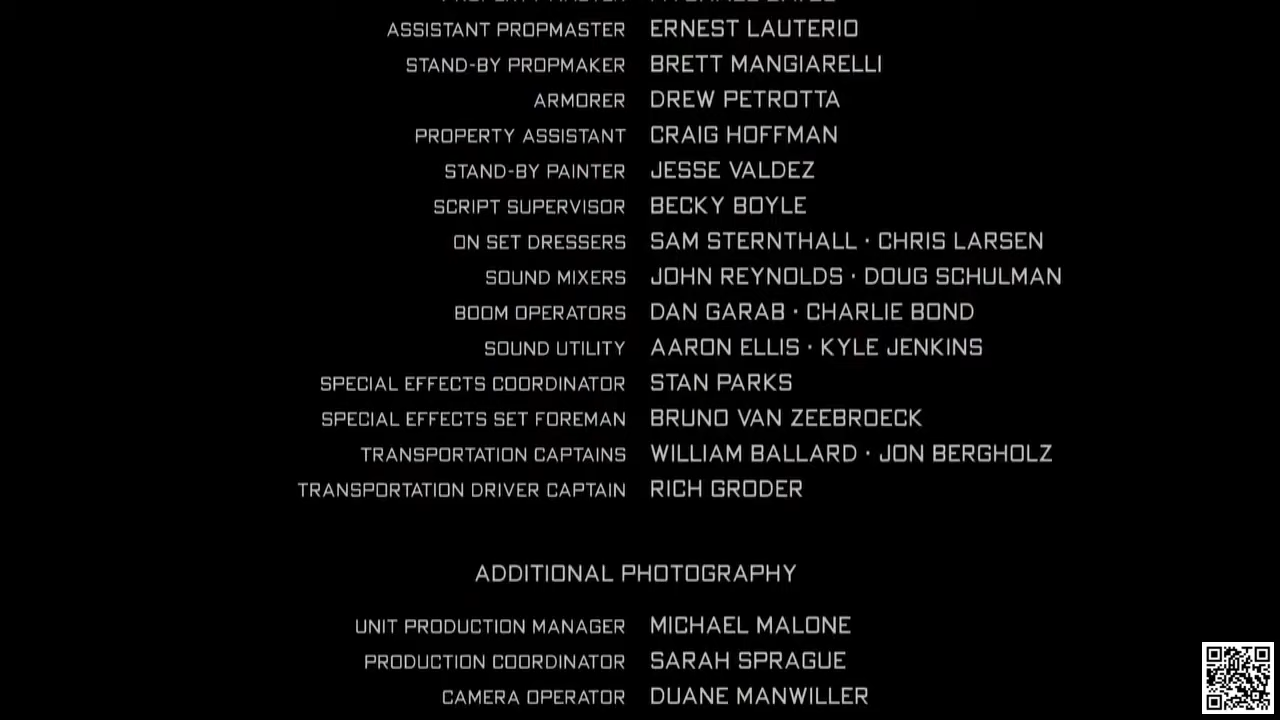 ASSISTANT PROPMASTER ERNEST LAUTERIO
STAND-BY PROPMAKER BRETT MANGIARELLI
ARMORER DREW PETROTTA
PROPERTY ASSISTANT CRAIG HOFFMAN
STAND-BY PAINTER JESSE VALDEZ
SCRIPT SUPERVISOR BECKY BOYLE
ON SET DRESSERS SAM STERNTHALL · CHRIS LARSEN
SOUND MIXERS JOHN REYNOLDS · DOUG SCHULMAN
BOOM OPERATORS DAN GARAB · CHARLIE BOND
SOUND UTILITY AARON ELLIS · KYLE JENKINS
SPECIAL EFFECTS COORDINATOR STAN PARKS
SPECIAL EFFECTS SET FOREMAN BRUNO VAN ZEEBROECK
TRANSPORTATION CAPTAINS WILLIAM BALLARD · JON BERGHOLZ
TRANSPORTATION DRIVER CAPTAIN RICH GRODER
ADDITIONAL PHOTOGRAPHY
UNIT PRODUCTION MANAGER MICHAEL MALONE
PRODUCTION COORDINATOR SARAH SPRAGUE
CAMERA OPERATOR DUANE MANWILLER